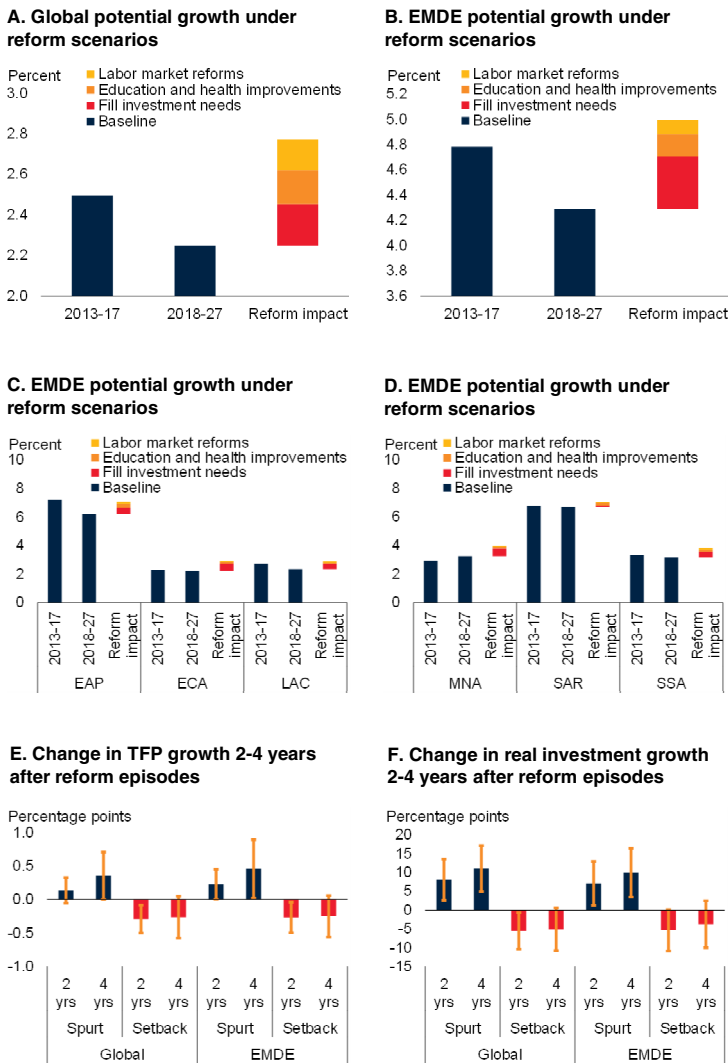 A. Global potential growth under
reform scenarios
Percent
Labor market reforms
Education and health improvements
Fill investment needs
Baseline
3.0
2.8
2.6
2.4
2.2
2.0
2013-17
2018-27
Reform impact
B. EMDE potential growth under
reform scenarios
Percent
Labor market reforms
Education and health improvements
Fill investment needs
Baseline
5.2
5.0
4.8
4.6
4.4
4.2
4.0
3.8
3.6
2013-17
2018-27
Reform impact
C. EMDE potential growth under
reform scenarios
Percent
Labor market reforms
Education and health improvements
Fill investment needs
Baseline
10
8
6
4
2
0
2013-17
2018-27
Reform
impact
2013-17
2018-27
Reform
impact
2013-17
2018-27
Reform
impact
EAP
ECA
LAC
D. EMDE potential growth under
reform scenarios
Percent
Labor market reforms
Education and health improvements
Fill investment needs
Baseline
10
8
6
4
2
0
2013-17
2018-27
Reform
impact
2013-17
2018-27
Reform
impact
2013-17
2018-27
Reform
impact
MNA
SAR
SSA
E. Change in TFP growth 2-4 years
after reform episodes
Percentage points
1.0
0.5
0.0
-0.5
-1.0
2 4 2 4 2 4 2 4
yrs yrs yrs yrs yrs yrs yrs yrs
Spurt Setback Spurt Setback
Global EMDE
F. Change in real investment growth
2-4 years after reform episodes
Percentage points
20
15
10
5
0
-5
-10
-15
2 4 2 4 2 4 2 4
yrs yrs yrs yrs yrs yrs yrs yrs
Spurt Setback Spurt Setback
Global EMDE